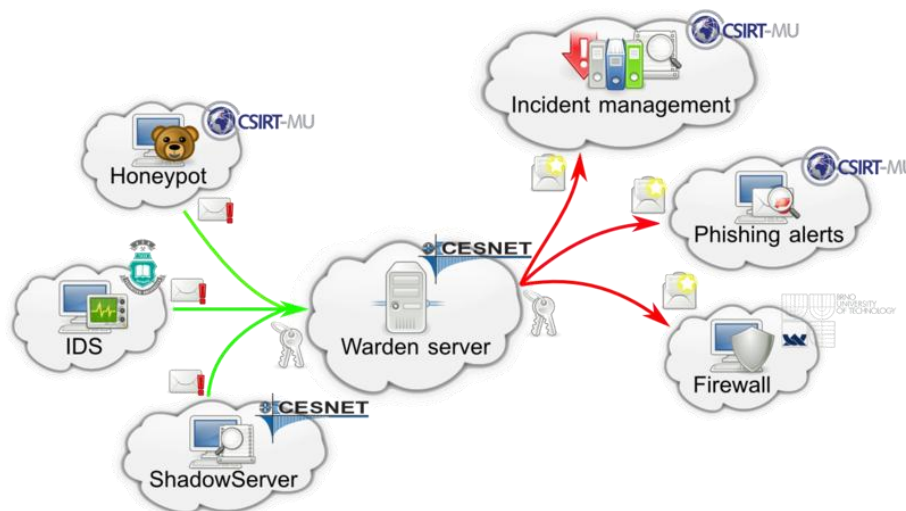 CSIRT-MU
Incident management
CSIRT-MU
Honeypot
CSIRT-MU
Phishing alerts
CESNET
IDS
Warden server
BRNO
UNIVERSITY
OF TECHNOLOGY
Firewall
CESNET
ShadowServer